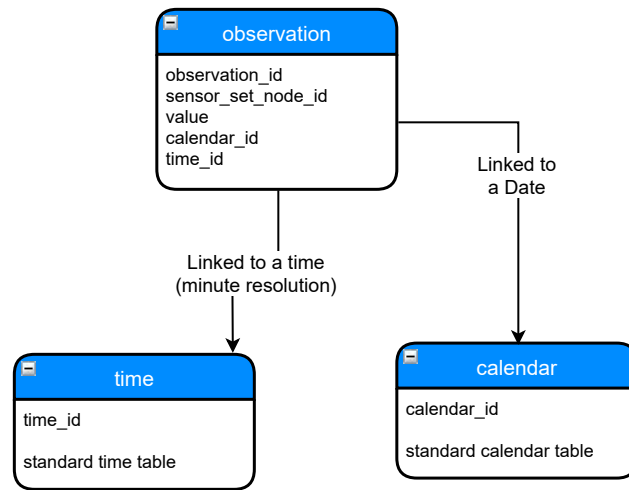 observation
observation_id
sensor_set_node_id
value
calendar_id
time_id
Linked to
a Date
Linked to a time
(minute resolution)
time
time_id
standard time table
calendar
calendar_id
standard calendar table